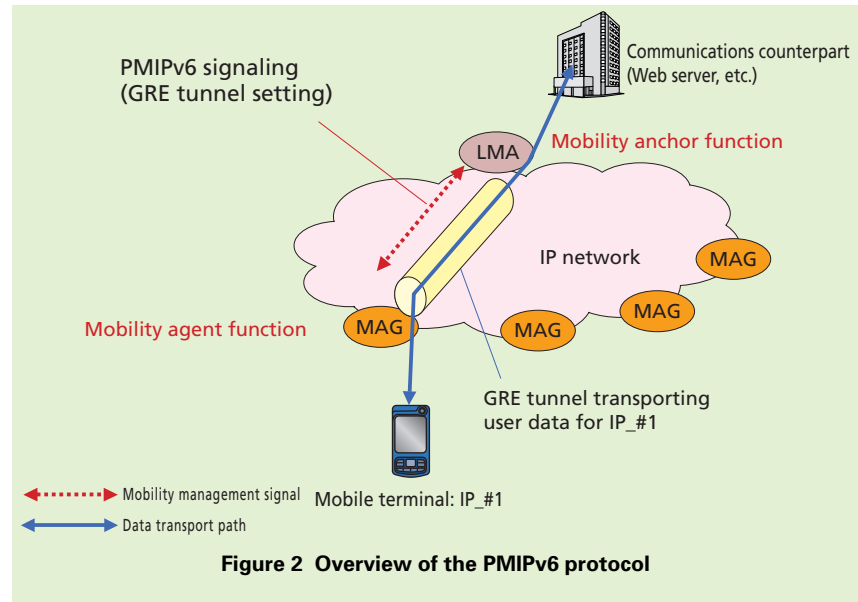 PMIPv6 signaling
(GRE tunnel setting)
Communications counterpart
(Web server, etc.)
LMA
Mobility anchor function
IP network
MAG
MAG
MAG
MAG
Mobility agent function
GRE tunnel transporting
user data for IP_#1
Mobility management signal
Mobile terminal: IP_#1
Data transport path
Figure 2 Overview of the PMIPv6 protocol